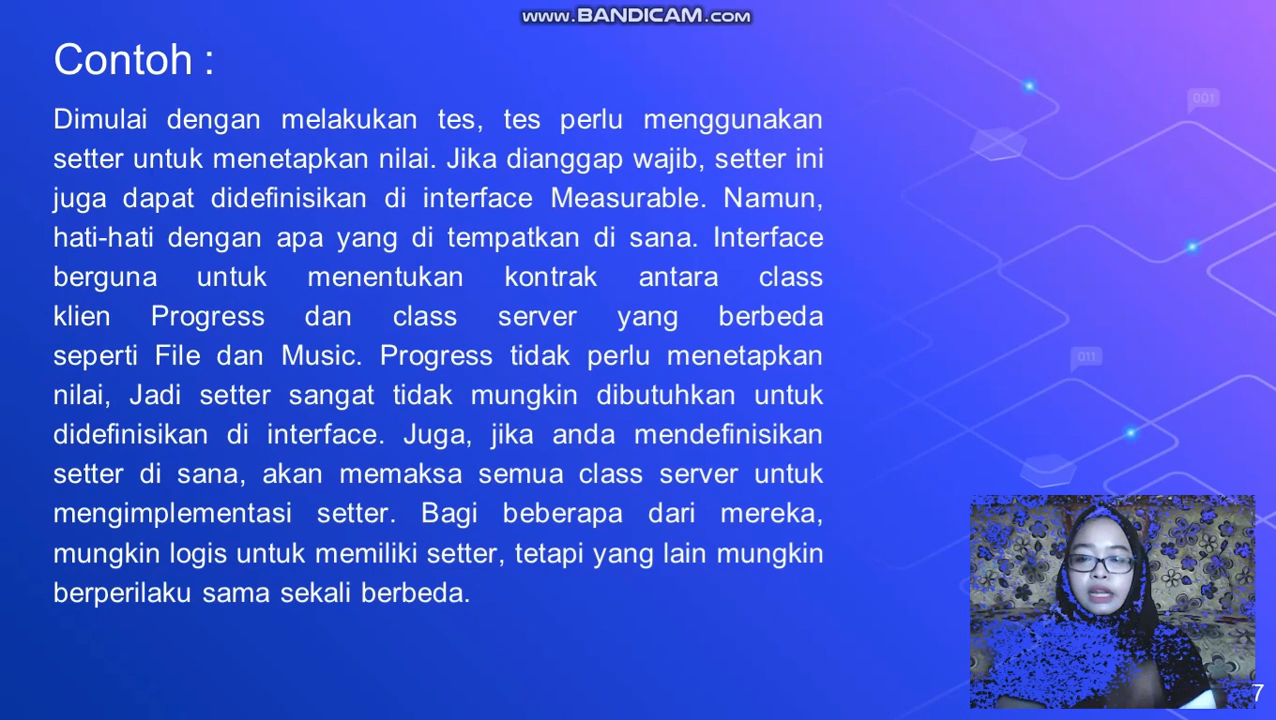 www.BANDICAM.com
Contoh :
Dimulai dengan melakukan tes, tes perlu menggunakan
setter untuk menetapkan nilai. Jika dianggap wajib, setter ini
juga dapat didefinisikan di interface Measurable. Namun,
hati-hati dengan apa yang di tempatkan di sana. Interface
berguna untuk menentukan kontrak antara class
klien Progress dan class server yang berbeda
seperti File dan Music. Progress tidak perlu menetapkan
nilai, Jadi setter sangat tidak mungkin dibutuhkan untuk
didefinisikan di interface. Juga, jika anda mendefinisikan
setter di sana, akan memaksa semua class server untuk
mengimplementasi setter. Bagi beberapa dari mereka,
mungkin logis untuk memiliki setter, tetapi yang lain mungkin
berperilaku sama sekali berbeda.
001
011
7